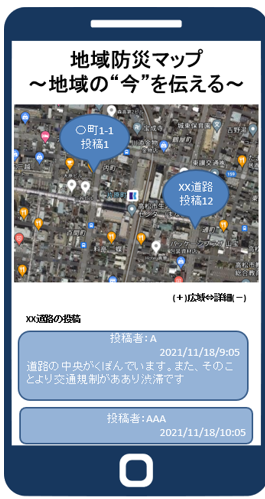 地域防災マップ
～地域の“今”を伝える～
〇町1-1
投稿1
XX道路
投稿12
(+)広域⇔詳細(-)
XX道路の投稿
投稿者：A
2021/11/18/9:05
道路の中央がくぼんでいます。また、そのこ
とより交通規制がああり渋滞です
投稿者：AAA
2021/11/18/10:05